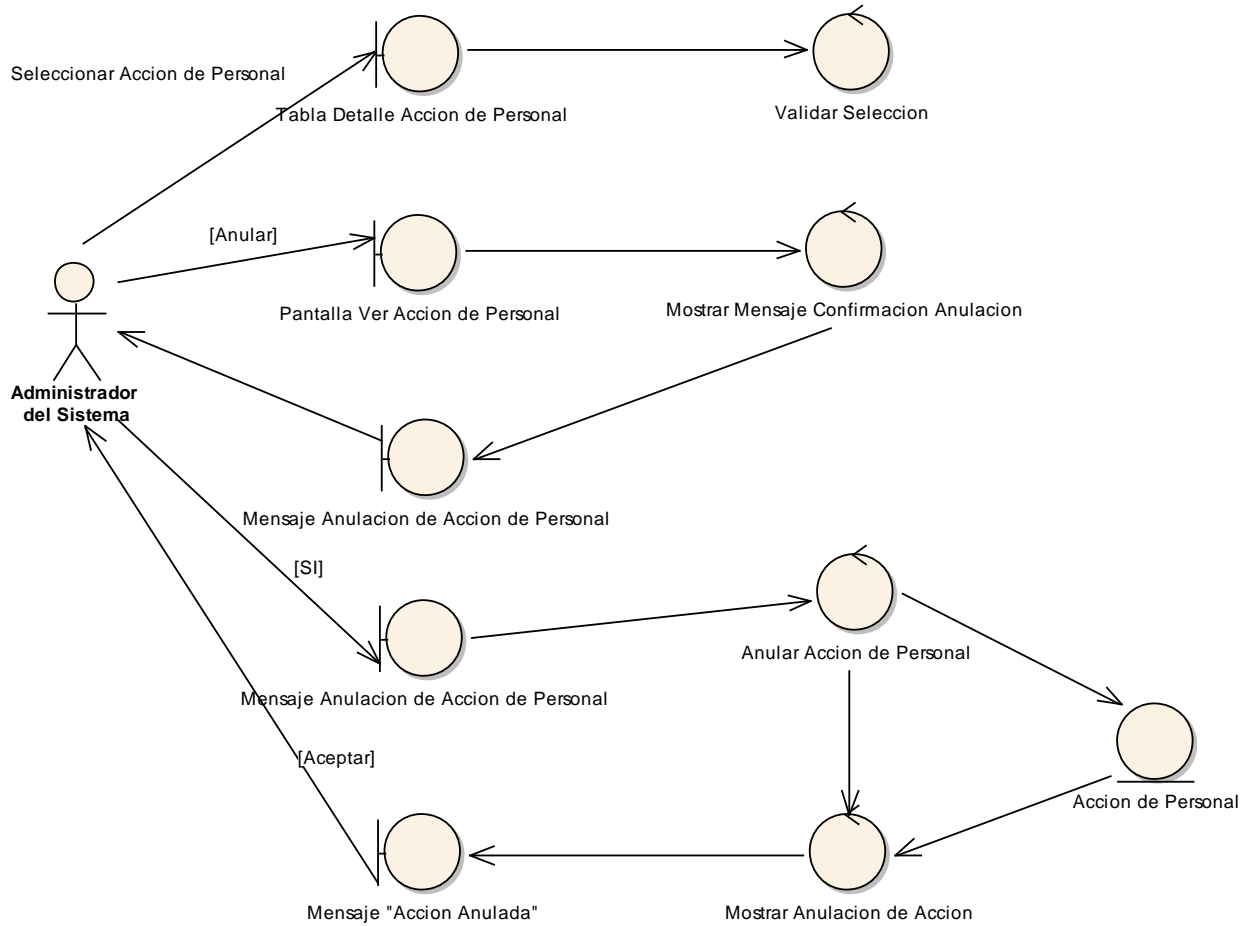 Seleccionar Accion de Personal
Tabla Detalle Accion de Personal
Validar Seleccion
[Anular]
Pantalla Ver Accion de Personal
Mostrar Mensaje Confirmacion Anulacion
Administrador
del Sistema
Mensaje Anulacion de Accion de Personal
[SI]
Anular Accion de Personal
Mensaje Anulacion de Accion de Personal
[Aceptar]
Accion de Personal
Mensaje "Accion Anulada"
Mostrar Anulacion de Accion